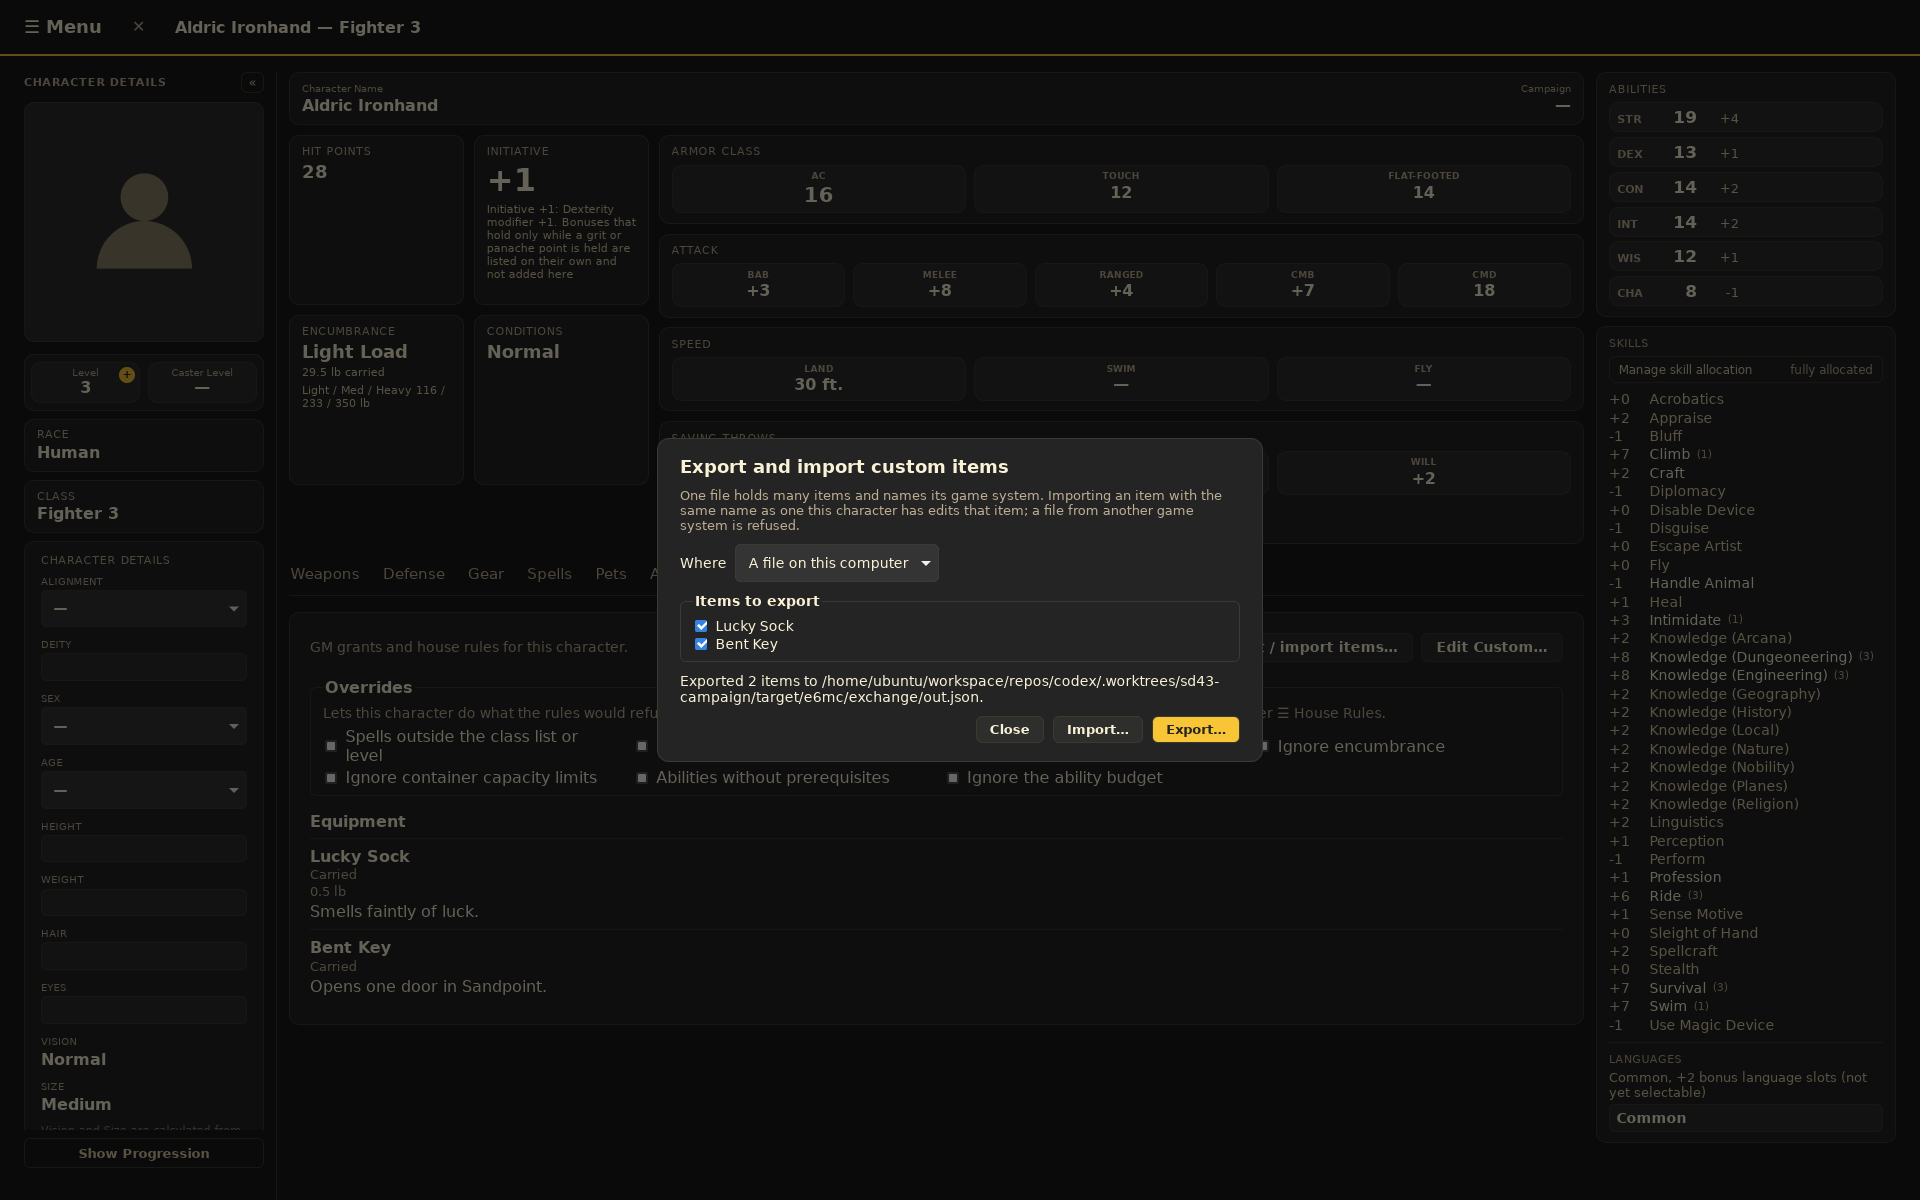 ☰ Menu
✕
Aldric Ironhand — Fighter 3
CHARACTER DETAILS
«
Level
3
+
Caster Level
—
RACE
Human
CLASS
Fighter 3
CHARACTER DETAILS
ALIGNMENT
—
DEITY
SEX
—
AGE
—
HEIGHT
WEIGHT
HAIR
EYES
VISION
Normal
SIZE
Medium
Vision and Size are calculated from
Show Progression
Character Name
Aldric Ironhand
Campaign
—
HIT POINTS
28
INITIATIVE
+1
Initiative +1: Dexterity
modifier +1. Bonuses that
hold only while a grit or
panache point is held are
listed on their own and
not added here
ENCUMBRANCE
Light Load
29.5 lb carried
Light / Med / Heavy 116 /
233 / 350 lb
CONDITIONS
Normal
ARMOR CLASS
AC
16
TOUCH
12
FLAT-FOOTED
14
ATTACK
BAB
+3
MELEE
+8
RANGED
+4
CMB
+7
CMD
18
SPEED
LAND
30 ft.
SWIM
—
FLY
—
SAVING THROWS
WILL
+2
Weapons
Defense
Gear
Spells
Pets
GM grants and house rules for this character.
/ import items…
Edit Custom…
Overrides
Lets this character do what the rules would refu
☰ House Rules.
Spells outside the class list or
level
Ignore encumbrance
Ignore container capacity limits
Abilities without prerequisites
Ignore the ability budget
Equipment
Lucky Sock
Carried
0.5 lb
Smells faintly of luck.
Bent Key
Carried
Opens one door in Sandpoint.
Export and import custom items
One file holds many items and names its game system. Importing an item with the
same name as one this character has edits that item; a file from another game
system is refused.
Where
A file on this computer
Items to export
Lucky Sock
Bent Key
Exported 2 items to /home/ubuntu/workspace/repos/codex/.worktrees/sd43-
campaign/target/e6mc/exchange/out.json.
Close
Import…
Export…
ABILITIES
STR 19 +4
DEX 13 +1
CON 14 +2
INT 14 +2
WIS 12 +1
CHA 8 -1
SKILLS
Manage skill allocation fully allocated
+0 Acrobatics
+2 Appraise
-1 Bluff
+7 Climb (1)
+2 Craft
-1 Diplomacy
+0 Disable Device
-1 Disguise
+0 Escape Artist
+0 Fly
-1 Handle Animal
+1 Heal
+3 Intimidate (1)
+2 Knowledge (Arcana)
+8 Knowledge (Dungeoneering) (3)
+8 Knowledge (Engineering) (3)
+2 Knowledge (Geography)
+2 Knowledge (History)
+2 Knowledge (Local)
+2 Knowledge (Nature)
+2 Knowledge (Nobility)
+2 Knowledge (Planes)
+2 Knowledge (Religion)
+2 Linguistics
+1 Perception
-1 Perform
+1 Profession
+6 Ride (3)
+1 Sense Motive
+0 Sleight of Hand
+2 Spellcraft
+0 Stealth
+7 Survival (3)
+7 Swim (1)
-1 Use Magic Device
LANGUAGES
Common, +2 bonus language slots (not
yet selectable)
Common